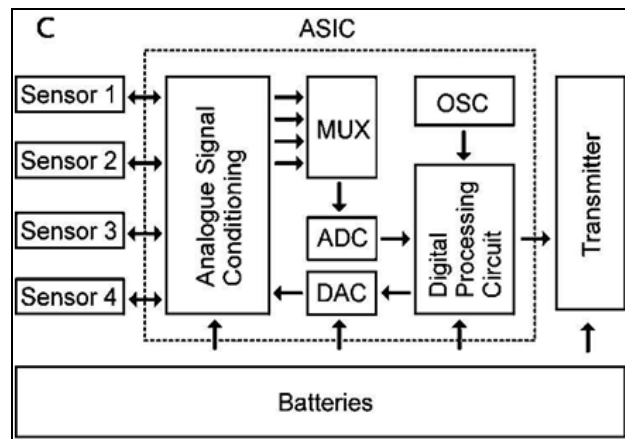 C
ASIC
Sensor 1
Sensor 2
Sensor 3
Sensor 4
Analogue Signal
Conditioning
MUX
ADC
DAC
OSC
Digital
Processing
Circuit
Transmitter
Batteries